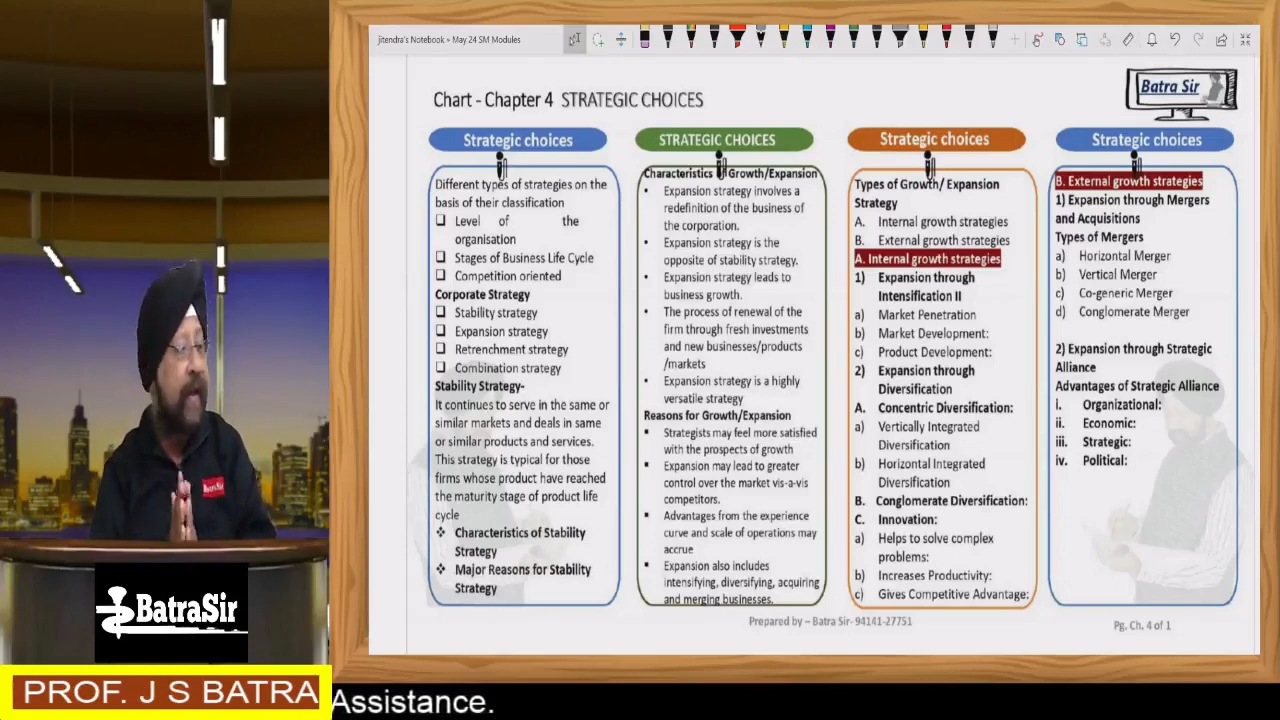 jitendra's Notebook » May 24 SM Modules
Chart - Chapter 4 STRATEGIC CHOICES
Batra Sir
Strategic choices
Different types of strategies on the
basis of their classification
❑ Level of the
organisation
❑ Stages of Business Life Cycle
❑ Competition oriented
Corporate Strategy
❑ Stability strategy
❑ Expansion strategy
❑ Retrenchment strategy
❑ Combination strategy
Stability Strategy-
It continues to serve in the same or
similar markets and deals in same
or similar products and services.
This strategy is typical for those
firms whose product have reached
the maturity stage of product life
cycle
❖ Characteristics of Stability
Strategy
❖ Major Reasons for Stability
Strategy
STRATEGIC CHOICES
Characteristics of Growth/Expansion
• Expansion strategy involves a
redefinition of the business of
the corporation.
• Expansion strategy is the
opposite of stability strategy.
• Expansion strategy leads to
business growth.
• The process of renewal of the
firm through fresh investments
and new businesses/products
/markets
• Expansion strategy is a highly
versatile strategy
Reasons for Growth/Expansion
▪ Strategists may feel more satisfied
with the prospects of growth
▪ Expansion may lead to greater
control over the market vis-a-vis
competitors.
▪ Advantages from the experience
curve and scale of operations may
accrue
▪ Expansion also includes
intensifying, diversifying, acquiring
and merging businesses.
Strategic choices
Types of Growth/ Expansion
Strategy
A. Internal growth strategies
B. External growth strategies
A. Internal growth strategies
1) Expansion through
Intensification II
a) Market Penetration
b) Market Development:
c) Product Development:
2) Expansion through
Diversification
A. Concentric Diversification:
a) Vertically Integrated
Diversification
b) Horizontal Integrated
Diversification
B. Conglomerate Diversification:
C. Innovation:
a) Helps to solve complex
problems:
b) Increases Productivity:
c) Gives Competitive Advantage:
Strategic choices
B. External growth strategies
1) Expansion through Mergers
and Acquisitions
Types of Mergers
a) Horizontal Merger
b) Vertical Merger
c) Co-generic Merger
d) Conglomerate Merger
2) Expansion through Strategic
Alliance
Advantages of Strategic Alliance
i. Organizational:
ii. Economic:
iii. Strategic:
iv. Political:
Prepared by – Batra Sir- 94141-27751
Pg. Ch. 4 of 1
BatraSir
BatraSir
PROF. J S BATRA
Assistance.